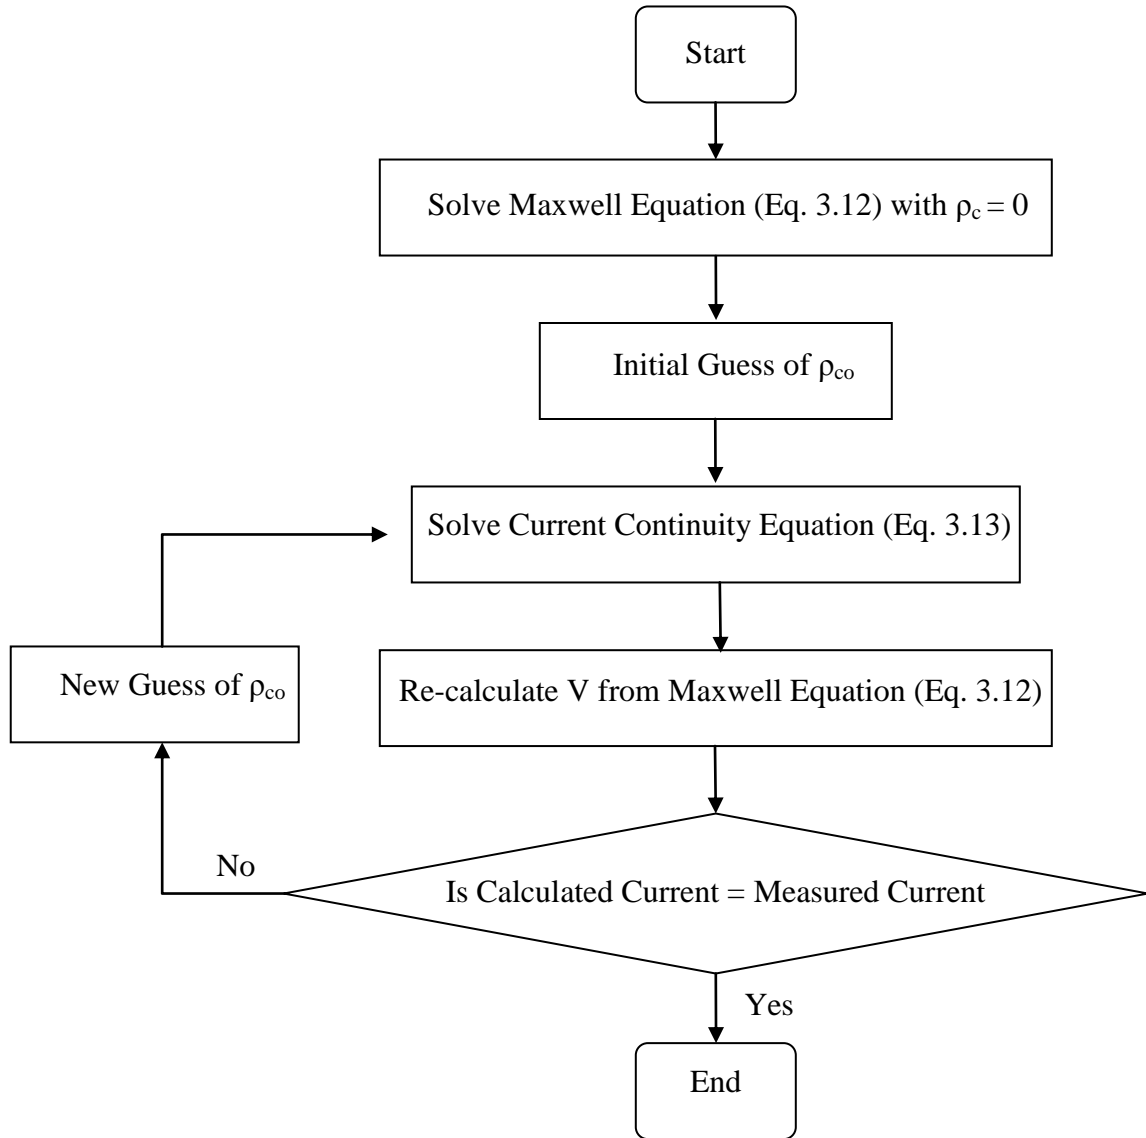 Start
Solve Maxwell Equation (Eq. 3.12) with ρc = 0
Initial Guess of ρco
Solve Current Continuity Equation (Eq. 3.13)
New Guess of ρco
Re-calculate V from Maxwell Equation (Eq. 3.12)
No
Is Calculated Current = Measured Current
Yes
End